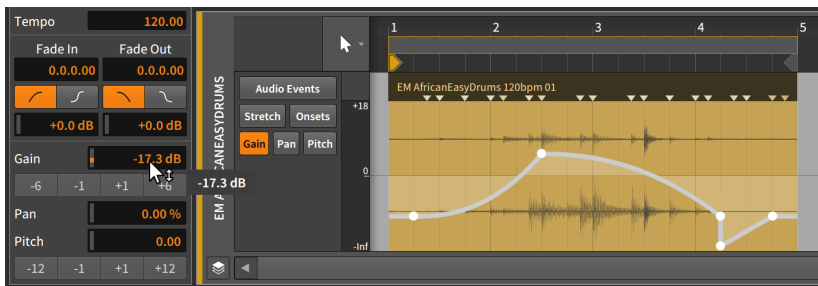 Tempo 120.00
Fade In Fade Out
0.0.0.00 0.0.0.00
+0.0 dB +0.0 dB
Gain -17.3 dB
-6 -1 +1 +6
-17.3 dB
Pan 0.00 %
Pitch 0.00
-12 -1 +1 +12
1 2 3 4 5
EM AfricanEasyDrums 120bpm 01
Audio Events
Stretch Onsets
Gain Pan Pitch
+18
0
-Inf